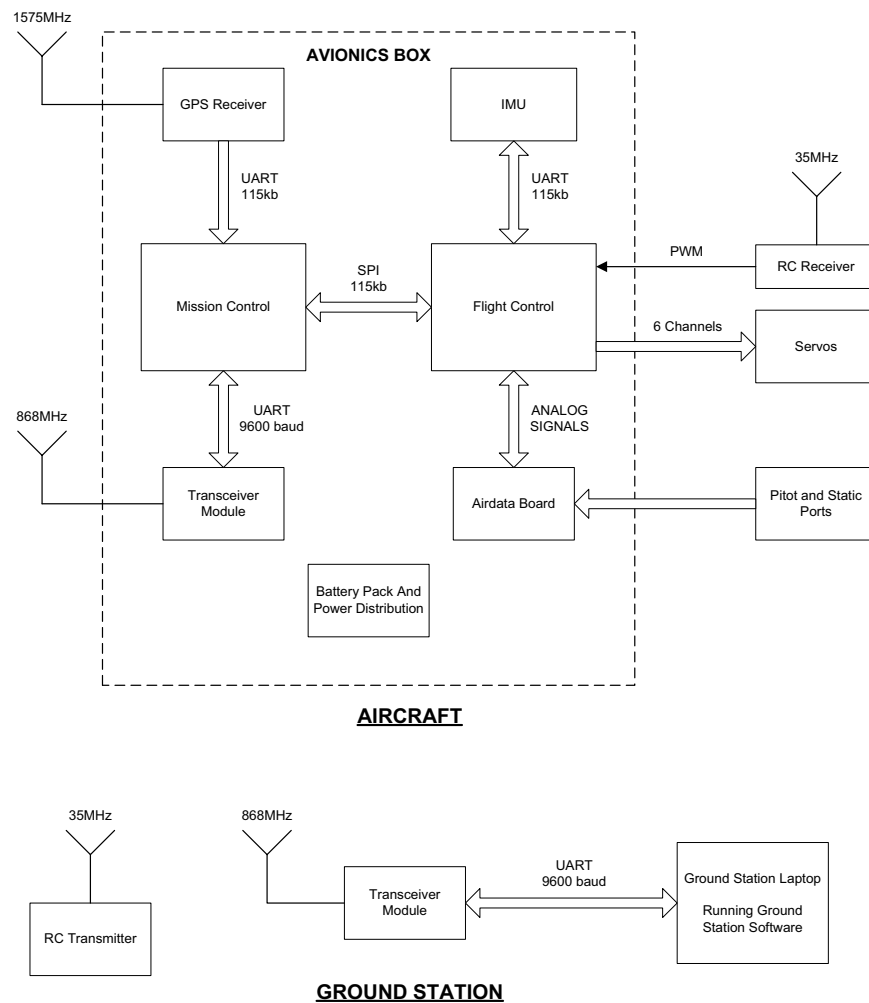 1575MHz
AVIONICS BOX
GPS Receiver
IMU
UART
115kb
UART
115kb
35MHz
Mission Control
SPI
115kb
Flight Control
PWM
RC Receiver
6 Channels
Servos
868MHz
UART
9600 baud
ANALOG
SIGNALS
Transceiver
Module
Airdata Board
Pitot and Static
Ports
Battery Pack And
Power Distribution
AIRCRAFT
35MHz
868MHz
RC Transmitter
Transceiver
Module
UART
9600 baud
Ground Station Laptop
Running Ground
Station Software
GROUND STATION